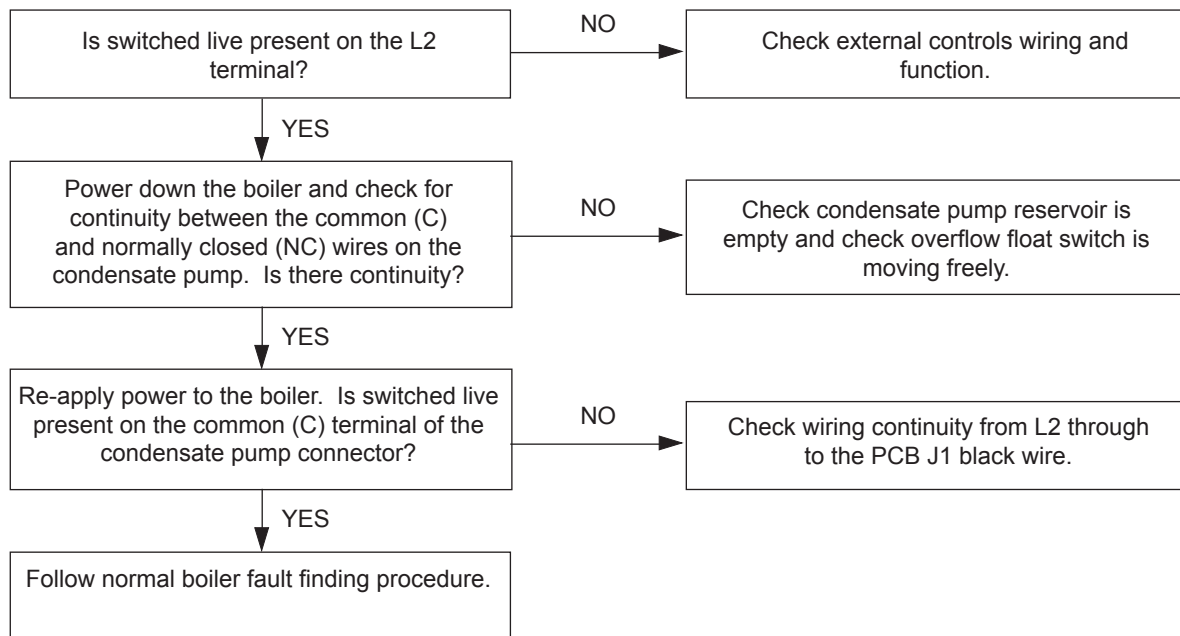 Is switched live present on the L2
terminal?
NO
Check external controls wiring and
function.
YES
Power down the boiler and check for
continuity between the common (C)
and normally closed (NC) wires on the
condensate pump.  Is there continuity?
NO
Check condensate pump reservoir is
empty and check overflow float switch is
moving freely.
YES
Re-apply power to the boiler.  Is switched live
present on the common (C) terminal of the
condensate pump connector?
NO
Check wiring continuity from L2 through
to the PCB J1 black wire.
YES
Follow normal boiler fault finding procedure.